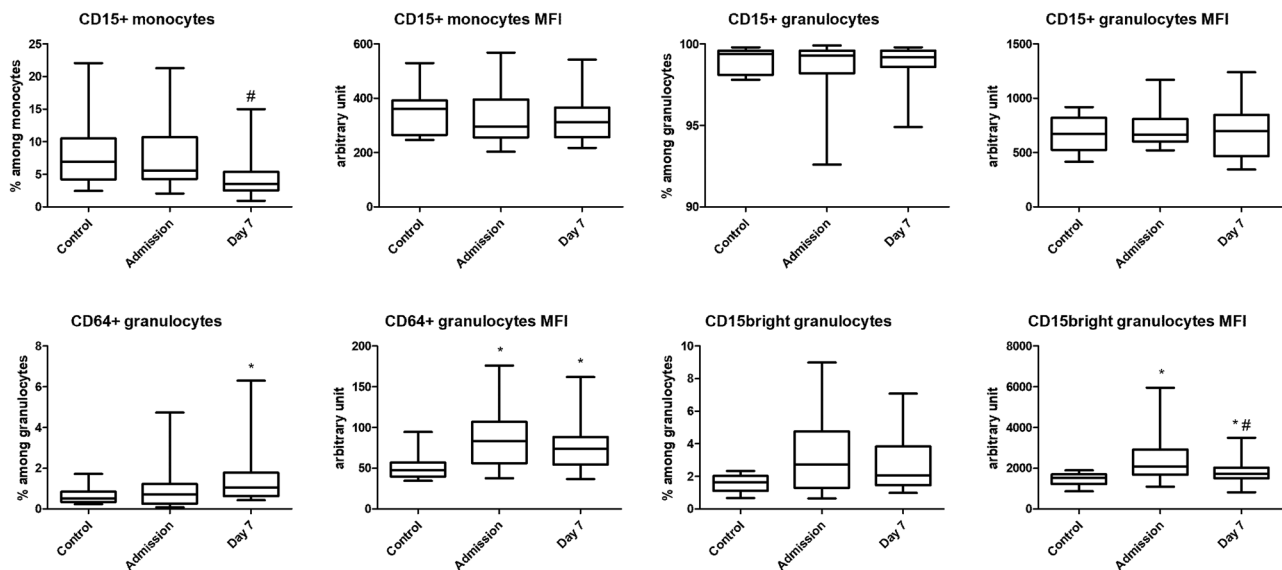 CD15+ monocytes
% among monocytes
25
20
15
10
5
0
#
Control
Admission
Day 7
CD15+ monocytes MFI
arbitrary unit
600
400
200
0
Control
Admission
Day 7
CD15+ granulocytes
% among granulocytes
100
95
90
Control
Admission
Day 7
CD15+ granulocytes MFI
arbitrary unit
1500
1000
500
0
Control
Admission
Day 7
CD64+ granulocytes
% among granulocytes
8
6
4
2
0
*
Control
Admission
Day 7
CD64+ granulocytes MFI
arbitrary unit
200
150
100
50
0
*
*
Control
Admission
Day 7
CD15bright granulocytes
% among granulocytes
10
8
6
4
2
0
Control
Admission
Day 7
CD15bright granulocytes MFI
arbitrary unit
8000
6000
4000
2000
0
*
* #
Control
Admission
Day 7